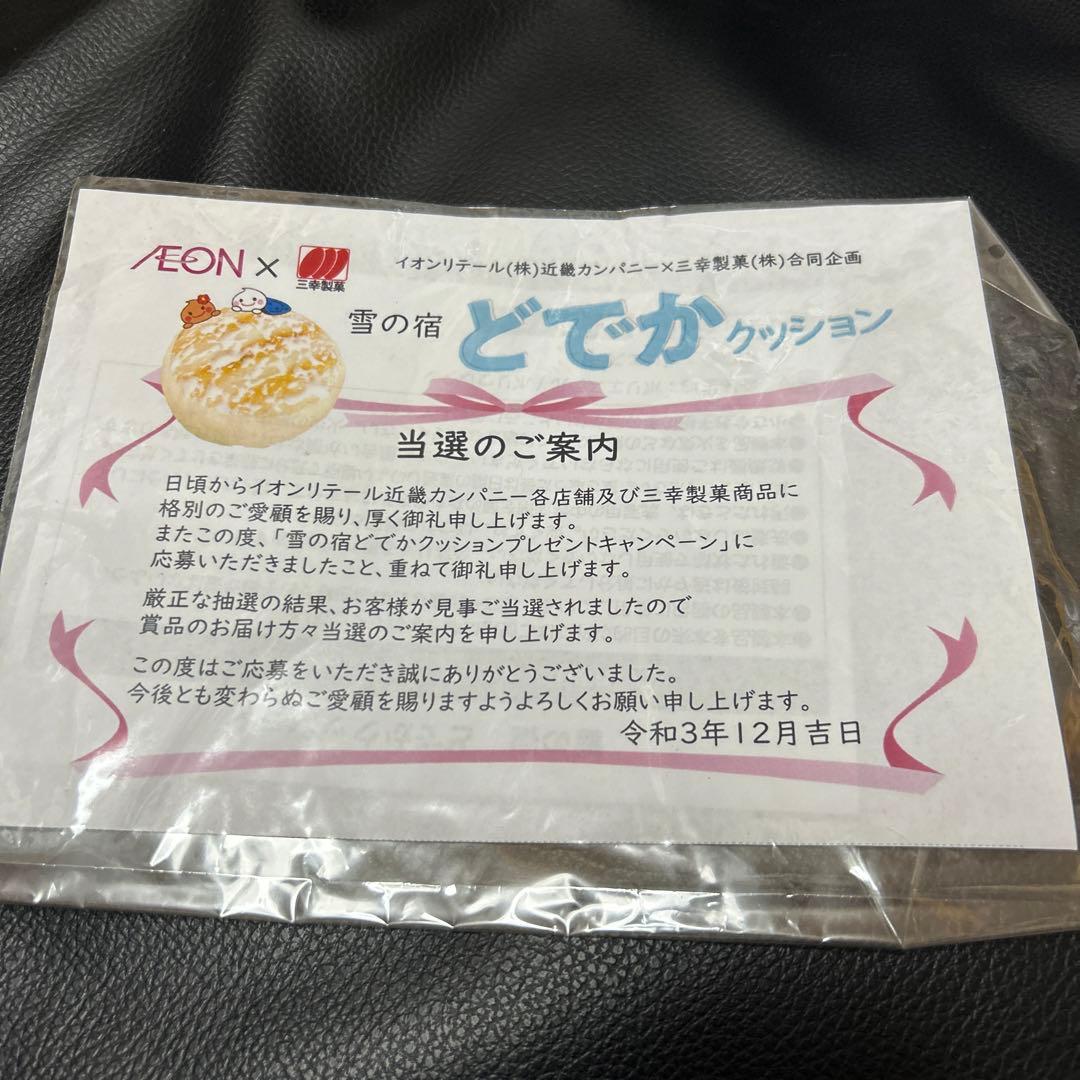 ÆON × 三幸製菓
イオンリテール(株)近畿カンパニー×三幸製菓(株)合同企画
雪の宿 どでかクッション
当選のご案内
日頃からイオンリテール近畿カンパニー各店舗及び三幸製菓商品に
格別のご愛顧を賜り、厚く御礼申し上げます。
またこの度、「雪の宿どでかクッションプレゼントキャンペーン」に
応募いただきましたこと、重ねて御礼申し上げます。
厳正な抽選の結果、お客様が見事ご当選されましたので
賞品のお届け方々当選のご案内を申し上げます。
この度はご応募をいただき誠にありがとうございました。
今後とも変わらぬご愛顧を賜りますようよろしくお願い申し上げます。
令和3年12月吉日